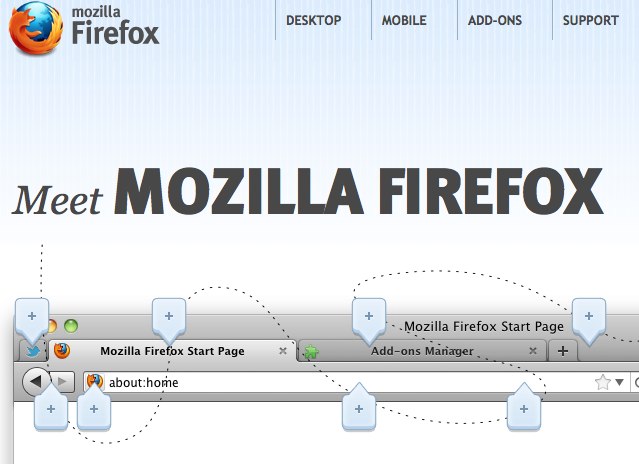 mozilla
Firefox
DESKTOP
MOBILE
ADD-ONS
SUPPORT
Meet MOZILLA FIREFOX
Mozilla Firefox Start Page
Mozilla Firefox Start Page
Add-ons Manager
about:home